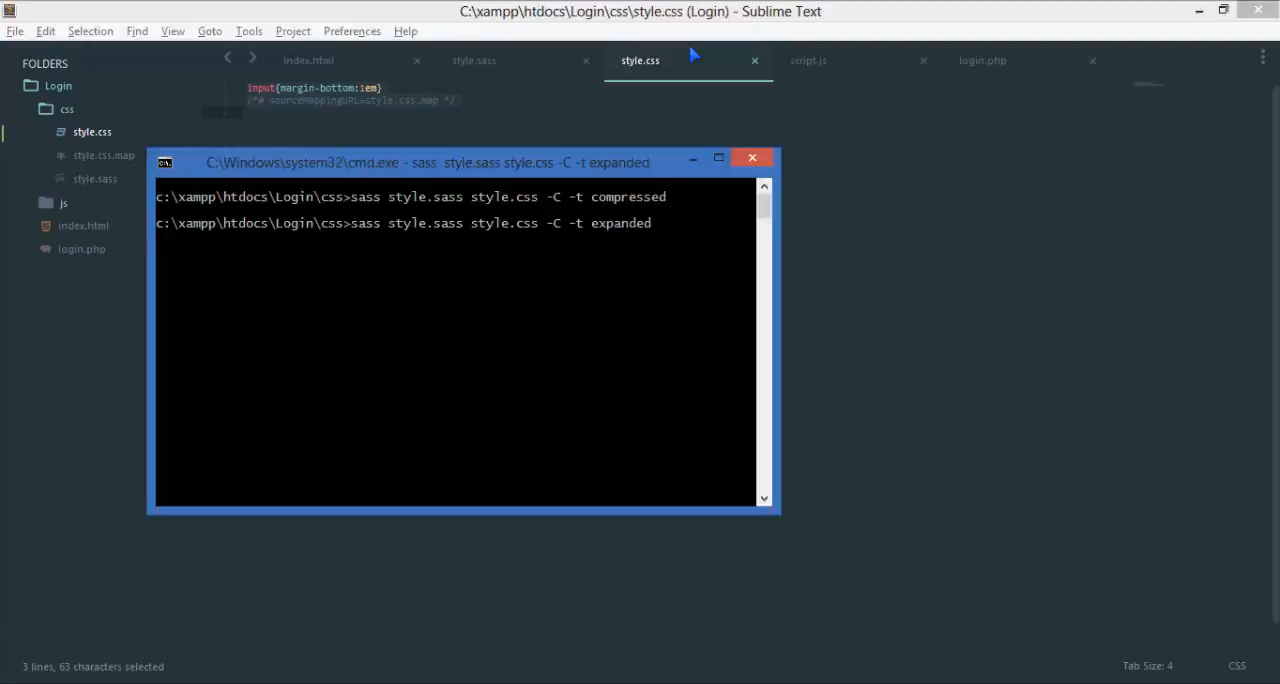 C:\xampp\htdocs\Login\css\style.css (Login) - Sublime Text
File Edit Selection Find View Goto Tools Project Preferences Help
FOLDERS
Login
css
style.css
style.css.map
style.sass
js
index.html
login.php
index.html style.sass style.css script.js login.php
1 input{margin-bottom:1em}
/*# sourceMappingURL=style.css.map */
3
C:\Windows\system32\cmd.exe - sass style.sass style.css -C -t expanded
c:\xampp\htdocs\Login\css>sass style.sass style.css -C -t compressed
c:\xampp\htdocs\Login\css>sass style.sass style.css -C -t expanded
3 lines, 63 characters selected
Tab Size: 4 CSS